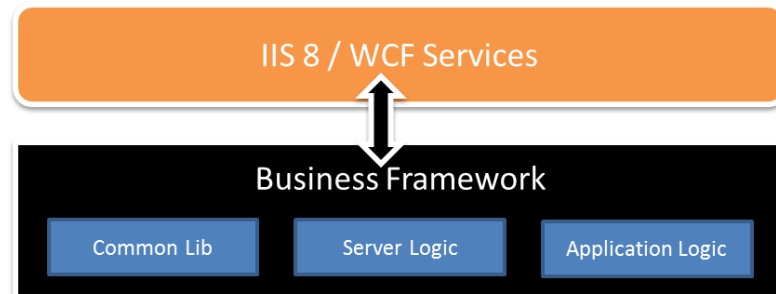 IIS 8 / WCF Services
Business Framework
Common Lib
Server Logic
Application Logic